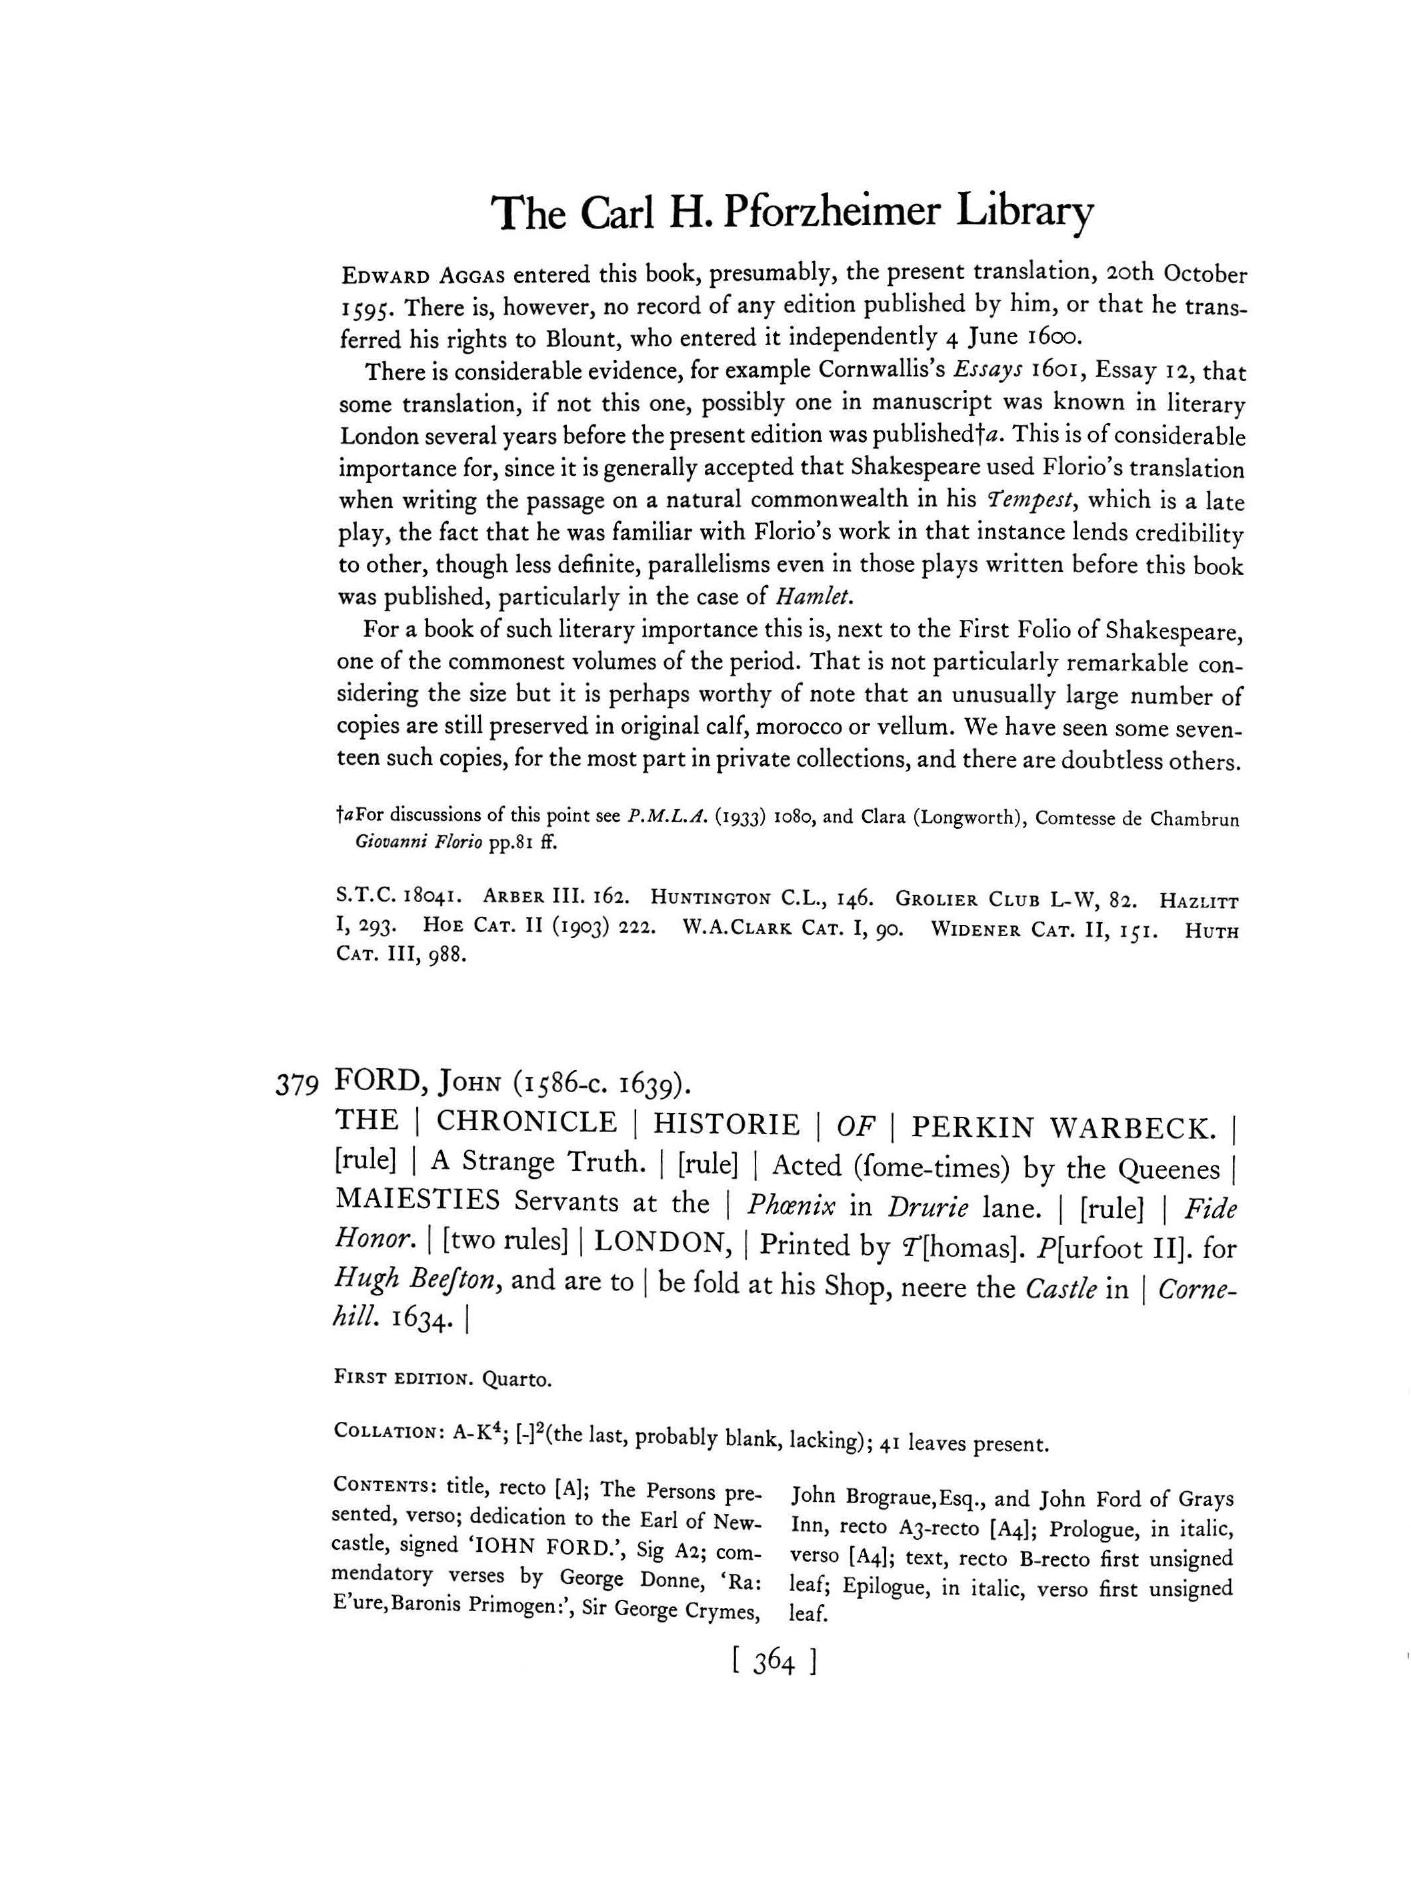 The Carl H. Pforzheimer Library
EDWARD AGGAS entered this book, presumably, the present translation, 20th October
1595. There is, however, no record of any edition published by him, or that he trans-
ferred his rights to Blount, who entered it independently 4 June 1600.
There is considerable evidence, for example Cornwallis's Essays 1601, Essay 12, that
some translation, if not this one, possibly one in manuscript was known in literary
London several years before the present edition was published†a. This is of considerable
importance for, since it is generally accepted that Shakespeare used Florio's translation
when writing the passage on a natural commonwealth in his Tempest, which is a late
play, the fact that he was familiar with Florio's work in that instance lends credibility
to other, though less definite, parallelisms even in those plays written before this book
was published, particularly in the case of Hamlet.
For a book of such literary importance this is, next to the First Folio of Shakespeare,
one of the commonest volumes of the period. That is not particularly remarkable con-
sidering the size but it is perhaps worthy of note that an unusually large number of
copies are still preserved in original calf, morocco or vellum. We have seen some seven-
teen such copies, for the most part in private collections, and there are doubtless others.
†aFor discussions of this point see P.M.L.A. (1933) 1080, and Clara (Longworth), Comtesse de Chambrun
Giovanni Florio pp.81 ff.
S.T.C. 18041. ARBER III. 162. HUNTINGTON C.L., 146. GROLIER CLUB L-W, 82. HAZLITT
I, 293. HOE CAT. II (1903) 222. W.A.CLARK CAT. I, 90. WIDENER CAT. II, 151. HUTH
CAT. III, 988.
379 FORD, JOHN (1586-c. 1639).
THE | CHRONICLE | HISTORIE | OF | PERKIN WARBECK. |
[rule] | A Strange Truth. | [rule] | Acted (ſome-times) by the Queenes |
MAIESTIES Servants at the | Phœnix in Drurie lane. | [rule] | Fide
Honor. | [two rules] | LONDON, | Printed by T[homas]. P[urfoot II]. for
Hugh Beeſton, and are to | be ſold at his Shop, neere the Castle in | Corne-
hill. 1634. |
FIRST EDITION. Quarto.
COLLATION: A-K⁴; [-]²(the last, probably blank, lacking); 41 leaves present.
CONTENTS: title, recto [A]; The Persons pre-
sented, verso; dedication to the Earl of New-
castle, signed 'IOHN FORD.', Sig A2; com-
mendatory verses by George Donne, 'Ra:
E'ure,Baronis Primogen:', Sir George Crymes,
John Brograue,Esq., and John Ford of Grays
Inn, recto A3-recto [A4]; Prologue, in italic,
verso [A4]; text, recto B-recto first unsigned
leaf; Epilogue, in italic, verso first unsigned
leaf.
[ 364 ]